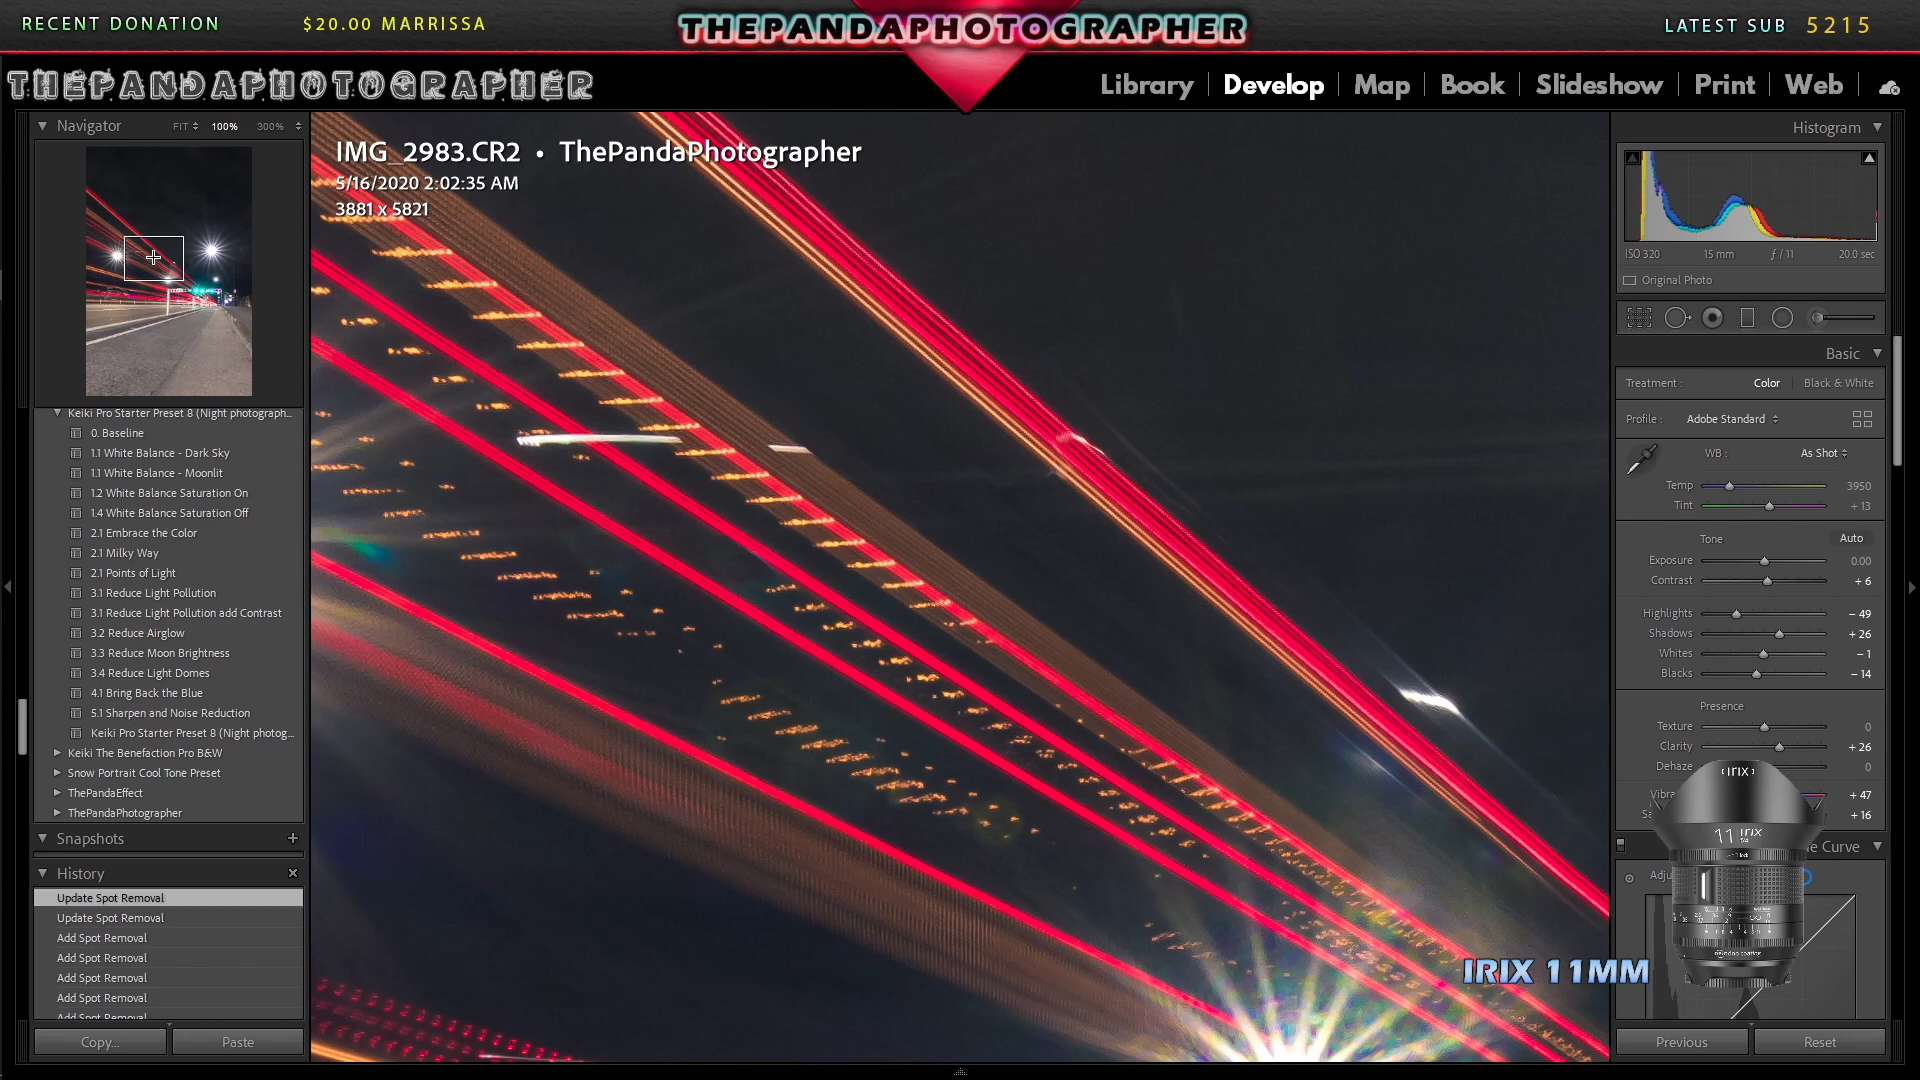 RECENT DONATION $20.00 MARRISSA THEPANDAPHOTOGRAPHER LATEST SUB 5215
THEPANDAPHOTOGRAPHER Library Develop Map Book Slideshow Print Web
Navigator FIT 100% 300%
Keiki Pro Starter Preset 8 (Night photograph...
0. Baseline
1.1 White Balance - Dark Sky
1.1 White Balance - Moonlit
1.2 White Balance Saturation On
1.4 White Balance Saturation Off
2.1 Embrace the Color
2.1 Milky Way
2.1 Points of Light
3.1 Reduce Light Pollution
3.1 Reduce Light Pollution add Contrast
3.2 Reduce Airglow
3.3 Reduce Moon Brightness
3.4 Reduce Light Domes
4.1 Bring Back the Blue
5.1 Sharpen and Noise Reduction
Keiki Pro Starter Preset 8 (Night photog...
Keiki The Benefaction Pro B&W
Snow Portrait Cool Tone Preset
ThePandaEffect
ThePandaPhotographer
Snapshots +
History
Update Spot Removal
Update Spot Removal
Add Spot Removal
Add Spot Removal
Add Spot Removal
Add Spot Removal
Add Spot Removal
Copy... Paste
IMG_2983.CR2 • ThePandaPhotographer
5/16/2020 2:02:35 AM
3881 x 5821
IRIX 11MM
Histogram
ISO 320 15 mm ƒ / 11 20.0 sec
Original Photo
Basic
Treatment : Color Black & White
Profile : Adobe Standard
WB : As Shot
Temp 3950
Tint + 13
Tone Auto
Exposure 0.00
Contrast + 6
Highlights – 49
Shadows + 26
Whites – 1
Blacks – 14
Presence
Texture 0
Clarity + 26
Dehaze 0
Vibra + 47
Sa + 16
irix
11 irix
e Curve
Adju
Previous Reset